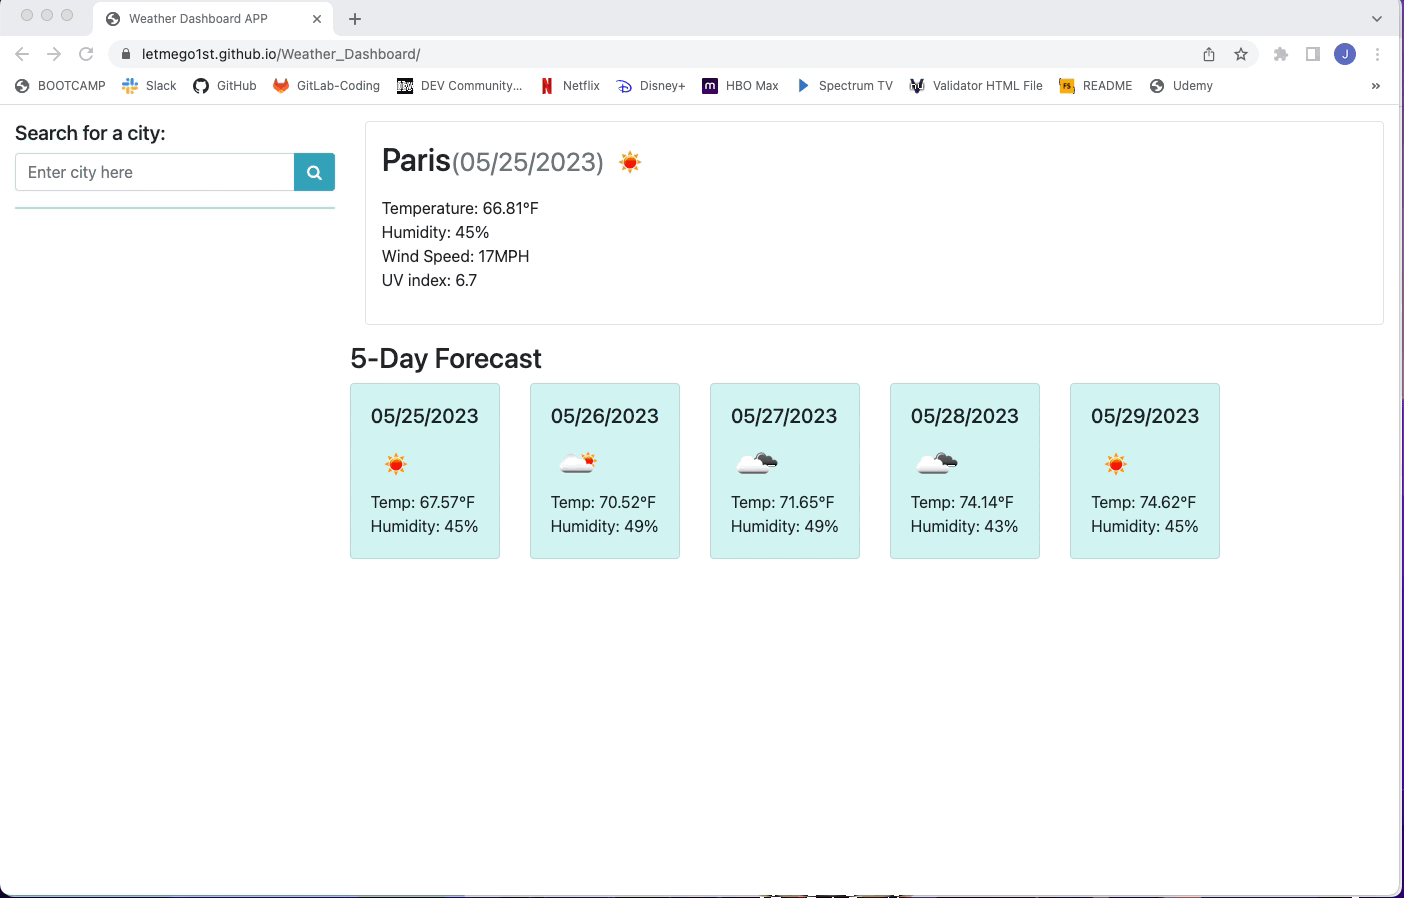 Weather Dashboard APP
letmego1st.github.io/Weather_Dashboard/
J
BOOTCAMP Slack GitHub GitLab-Coding DEV Community... Netflix Disney+ HBO Max Spectrum TV Validator HTML File README Udemy »
Search for a city:
Enter city here
Paris(05/25/2023)
Temperature: 66.81°F
Humidity: 45%
Wind Speed: 17MPH
UV index: 6.7
5-Day Forecast
05/25/2023
Temp: 67.57°F
Humidity: 45%
05/26/2023
Temp: 70.52°F
Humidity: 49%
05/27/2023
Temp: 71.65°F
Humidity: 49%
05/28/2023
Temp: 74.14°F
Humidity: 43%
05/29/2023
Temp: 74.62°F
Humidity: 45%